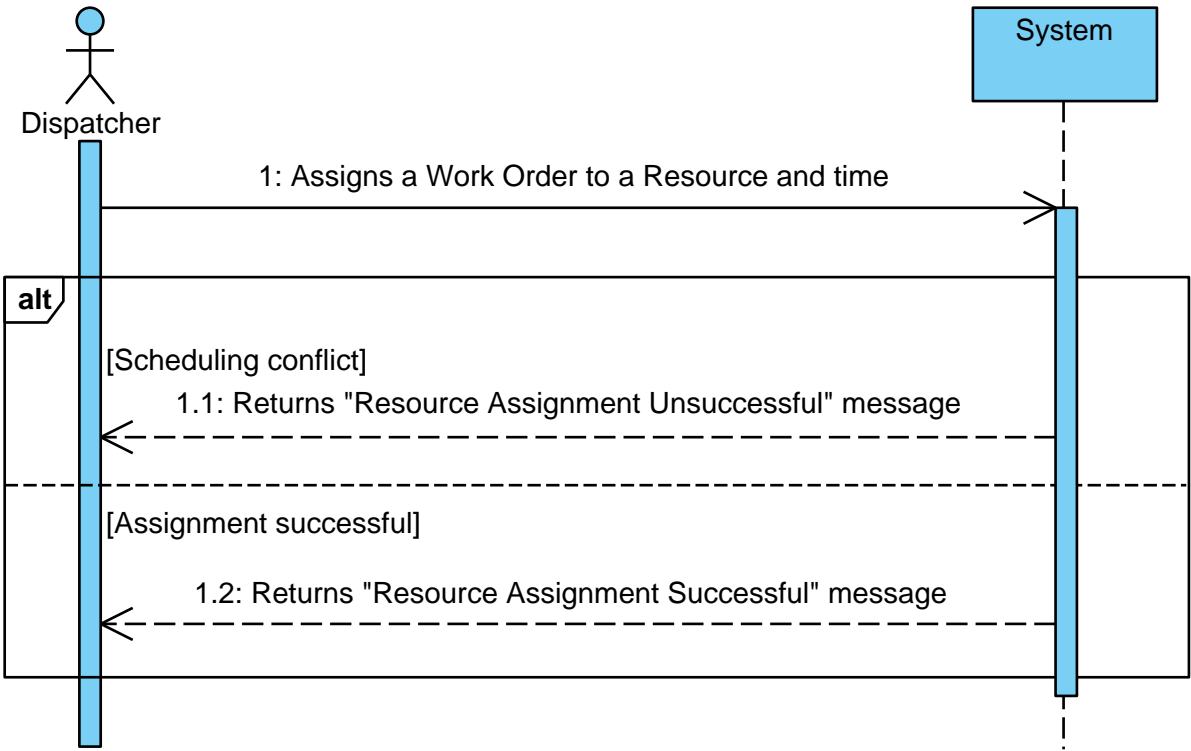 System
Dispatcher
1: Assigns a Work Order to a Resource and time
alt
[Scheduling conflict]
1.1: Returns "Resource Assignment Unsuccessful" message
[Assignment successful]
1.2: Returns "Resource Assignment Successful" message